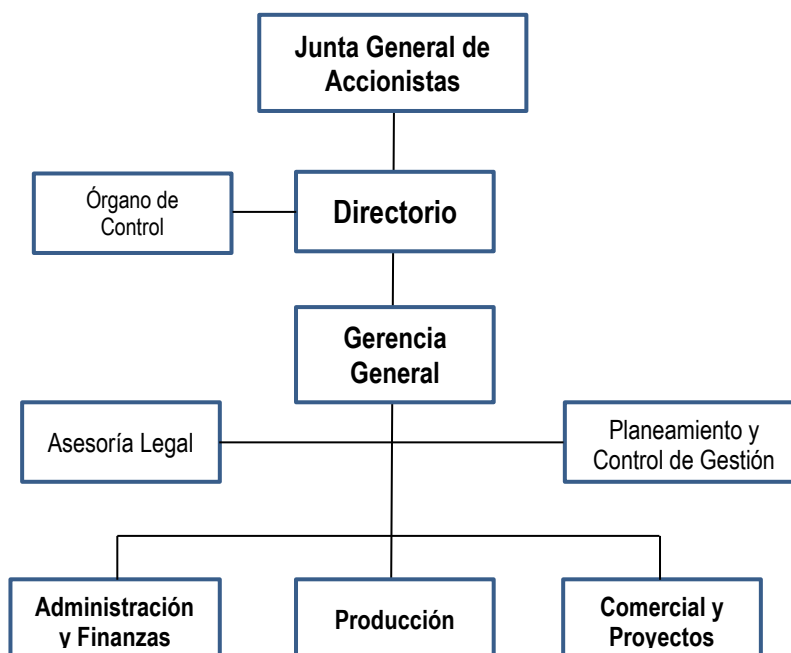 Junta General de
Accionistas
Órgano de
Control
Directorio
Gerencia
General
Asesoría Legal
Planeamiento y
Control de Gestión
Administración
y Finanzas
Producción
Comercial y
Proyectos